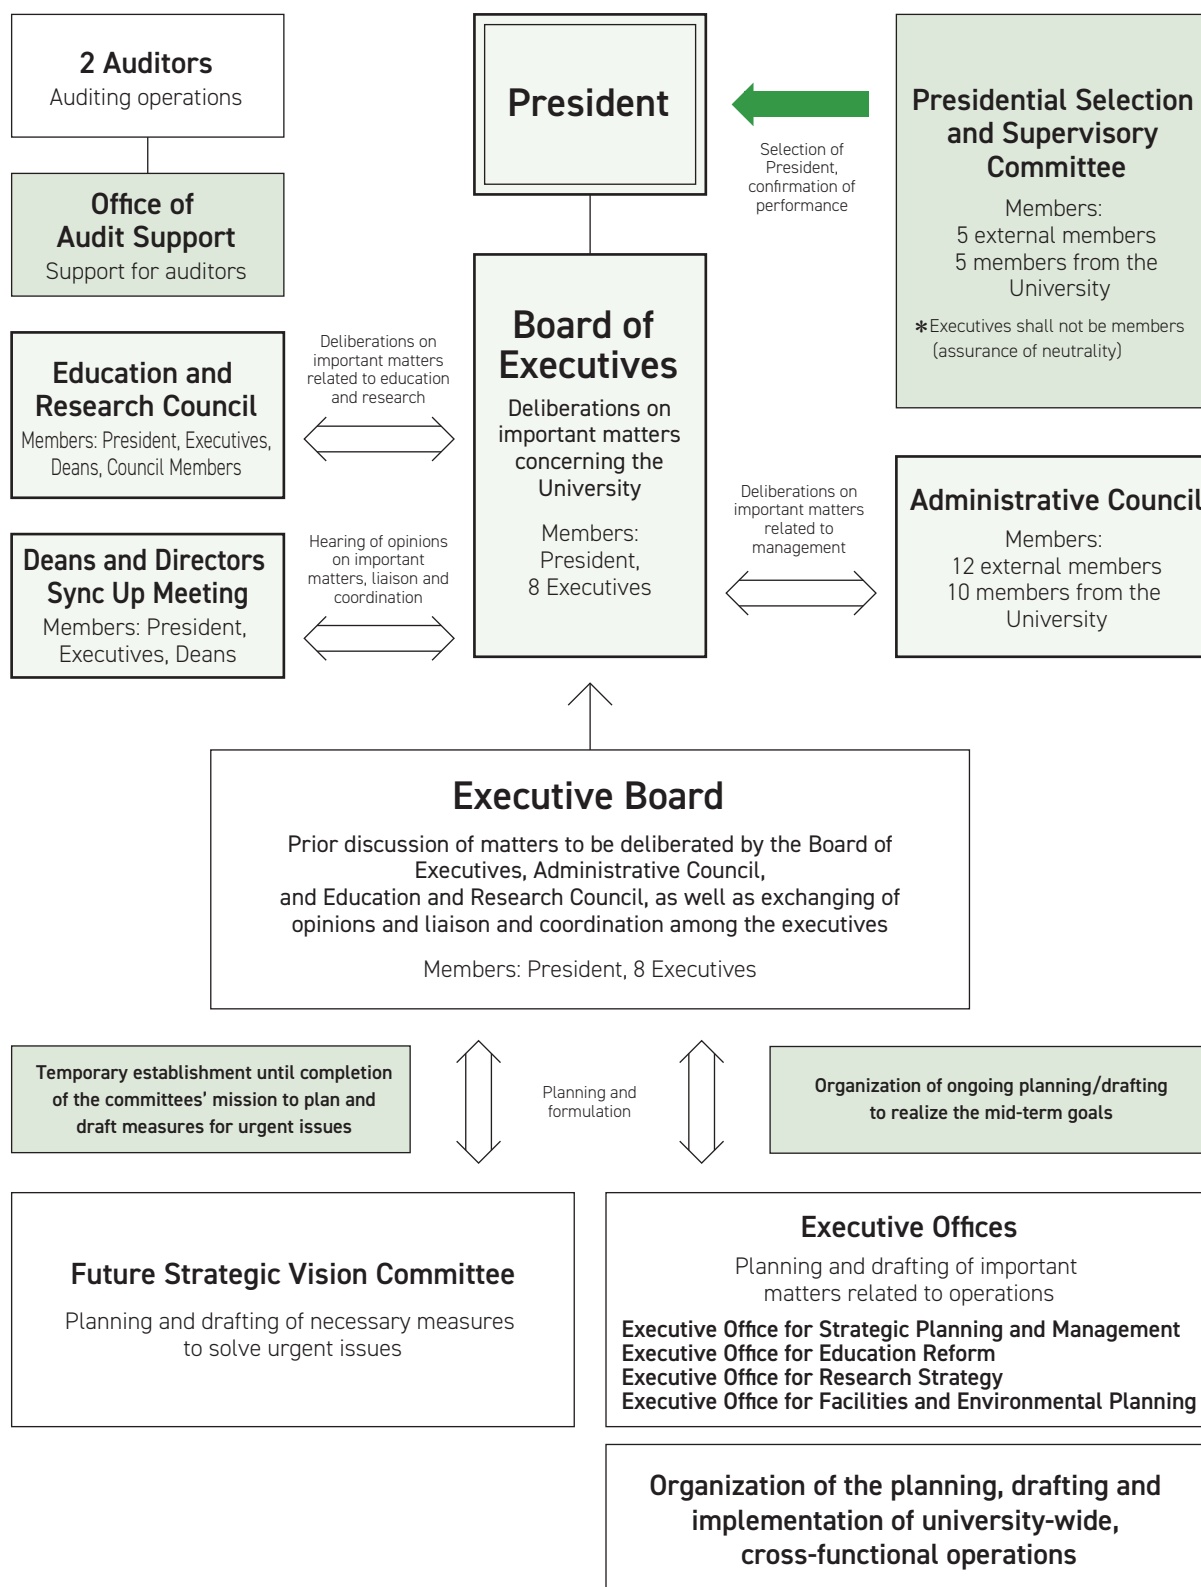 2 Auditors
Auditing operations
Office of
Audit Support
Support for auditors
President
Selection of
President,
confirmation of
performance
Presidential Selection
and Supervisory
Committee
Members:
5 external members
5 members from the
University
*Executives shall not be members
(assurance of neutrality)
Education and
Research Council
Members: President, Executives,
Deans, Council Members
Deliberations on
important matters
related to education
and research
Board of
Executives
Deliberations on
important matters
concerning the
University
Members:
President,
8 Executives
Deliberations on
important matters
related to
management
Administrative Council
Members:
12 external members
10 members from the
University
Deans and Directors
Sync Up Meeting
Members: President,
Executives, Deans
Hearing of opinions
on important
matters, liaison and
coordination
Executive Board
Prior discussion of matters to be deliberated by the Board of
Executives, Administrative Council,
and Education and Research Council, as well as exchanging of
opinions and liaison and coordination among the executives
Members: President, 8 Executives
Temporary establishment until completion
of the committees’ mission to plan and
draft measures for urgent issues
Planning and
formulation
Organization of ongoing planning/drafting
to realize the mid-term goals
Future Strategic Vision Committee
Planning and drafting of necessary measures
to solve urgent issues
Executive Offices
Planning and drafting of important
matters related to operations
Executive Office for Strategic Planning and Management
Executive Office for Education Reform
Executive Office for Research Strategy
Executive Office for Facilities and Environmental Planning
Organization of the planning, drafting and
implementation of university-wide,
cross-functional operations